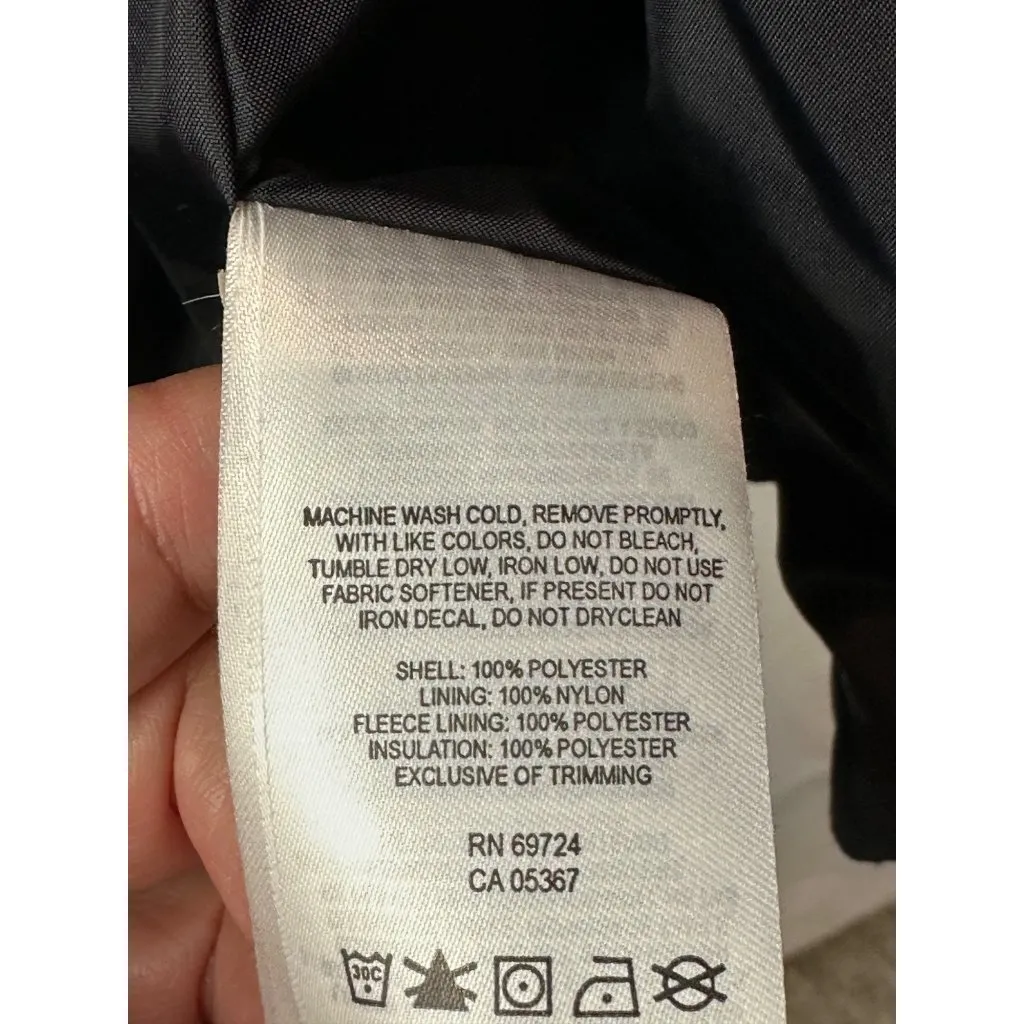 MACHINE WASH COLD, REMOVE PROMPTLY,
WITH LIKE COLORS, DO NOT BLEACH,
TUMBLE DRY LOW, IRON LOW, DO NOT USE
FABRIC SOFTENER, IF PRESENT DO NOT
IRON DECAL, DO NOT DRYCLEAN
SHELL: 100% POLYESTER
LINING: 100% NYLON
FLEECE LINING: 100% POLYESTER
INSULATION: 100% POLYESTER
EXCLUSIVE OF TRIMMING
RN 69724
CA 05367
30C